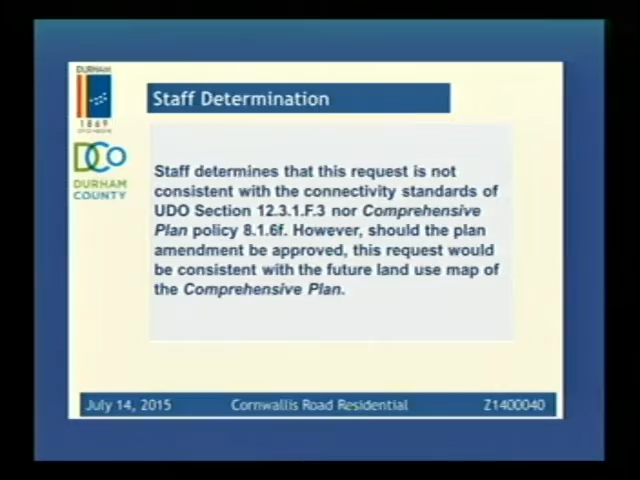 DURHAM
1869
DCO
DURHAM
COUNTY
Staff Determination
Staff determines that this request is not
consistent with the connectivity standards of
UDO Section 12.3.1.F.3 nor Comprehensive
Plan policy 8.1.6f. However, should the plan
amendment be approved, this request would
be consistent with the future land use map of
the Comprehensive Plan.
July 14, 2015 Cornwallis Road Residential Z1400040